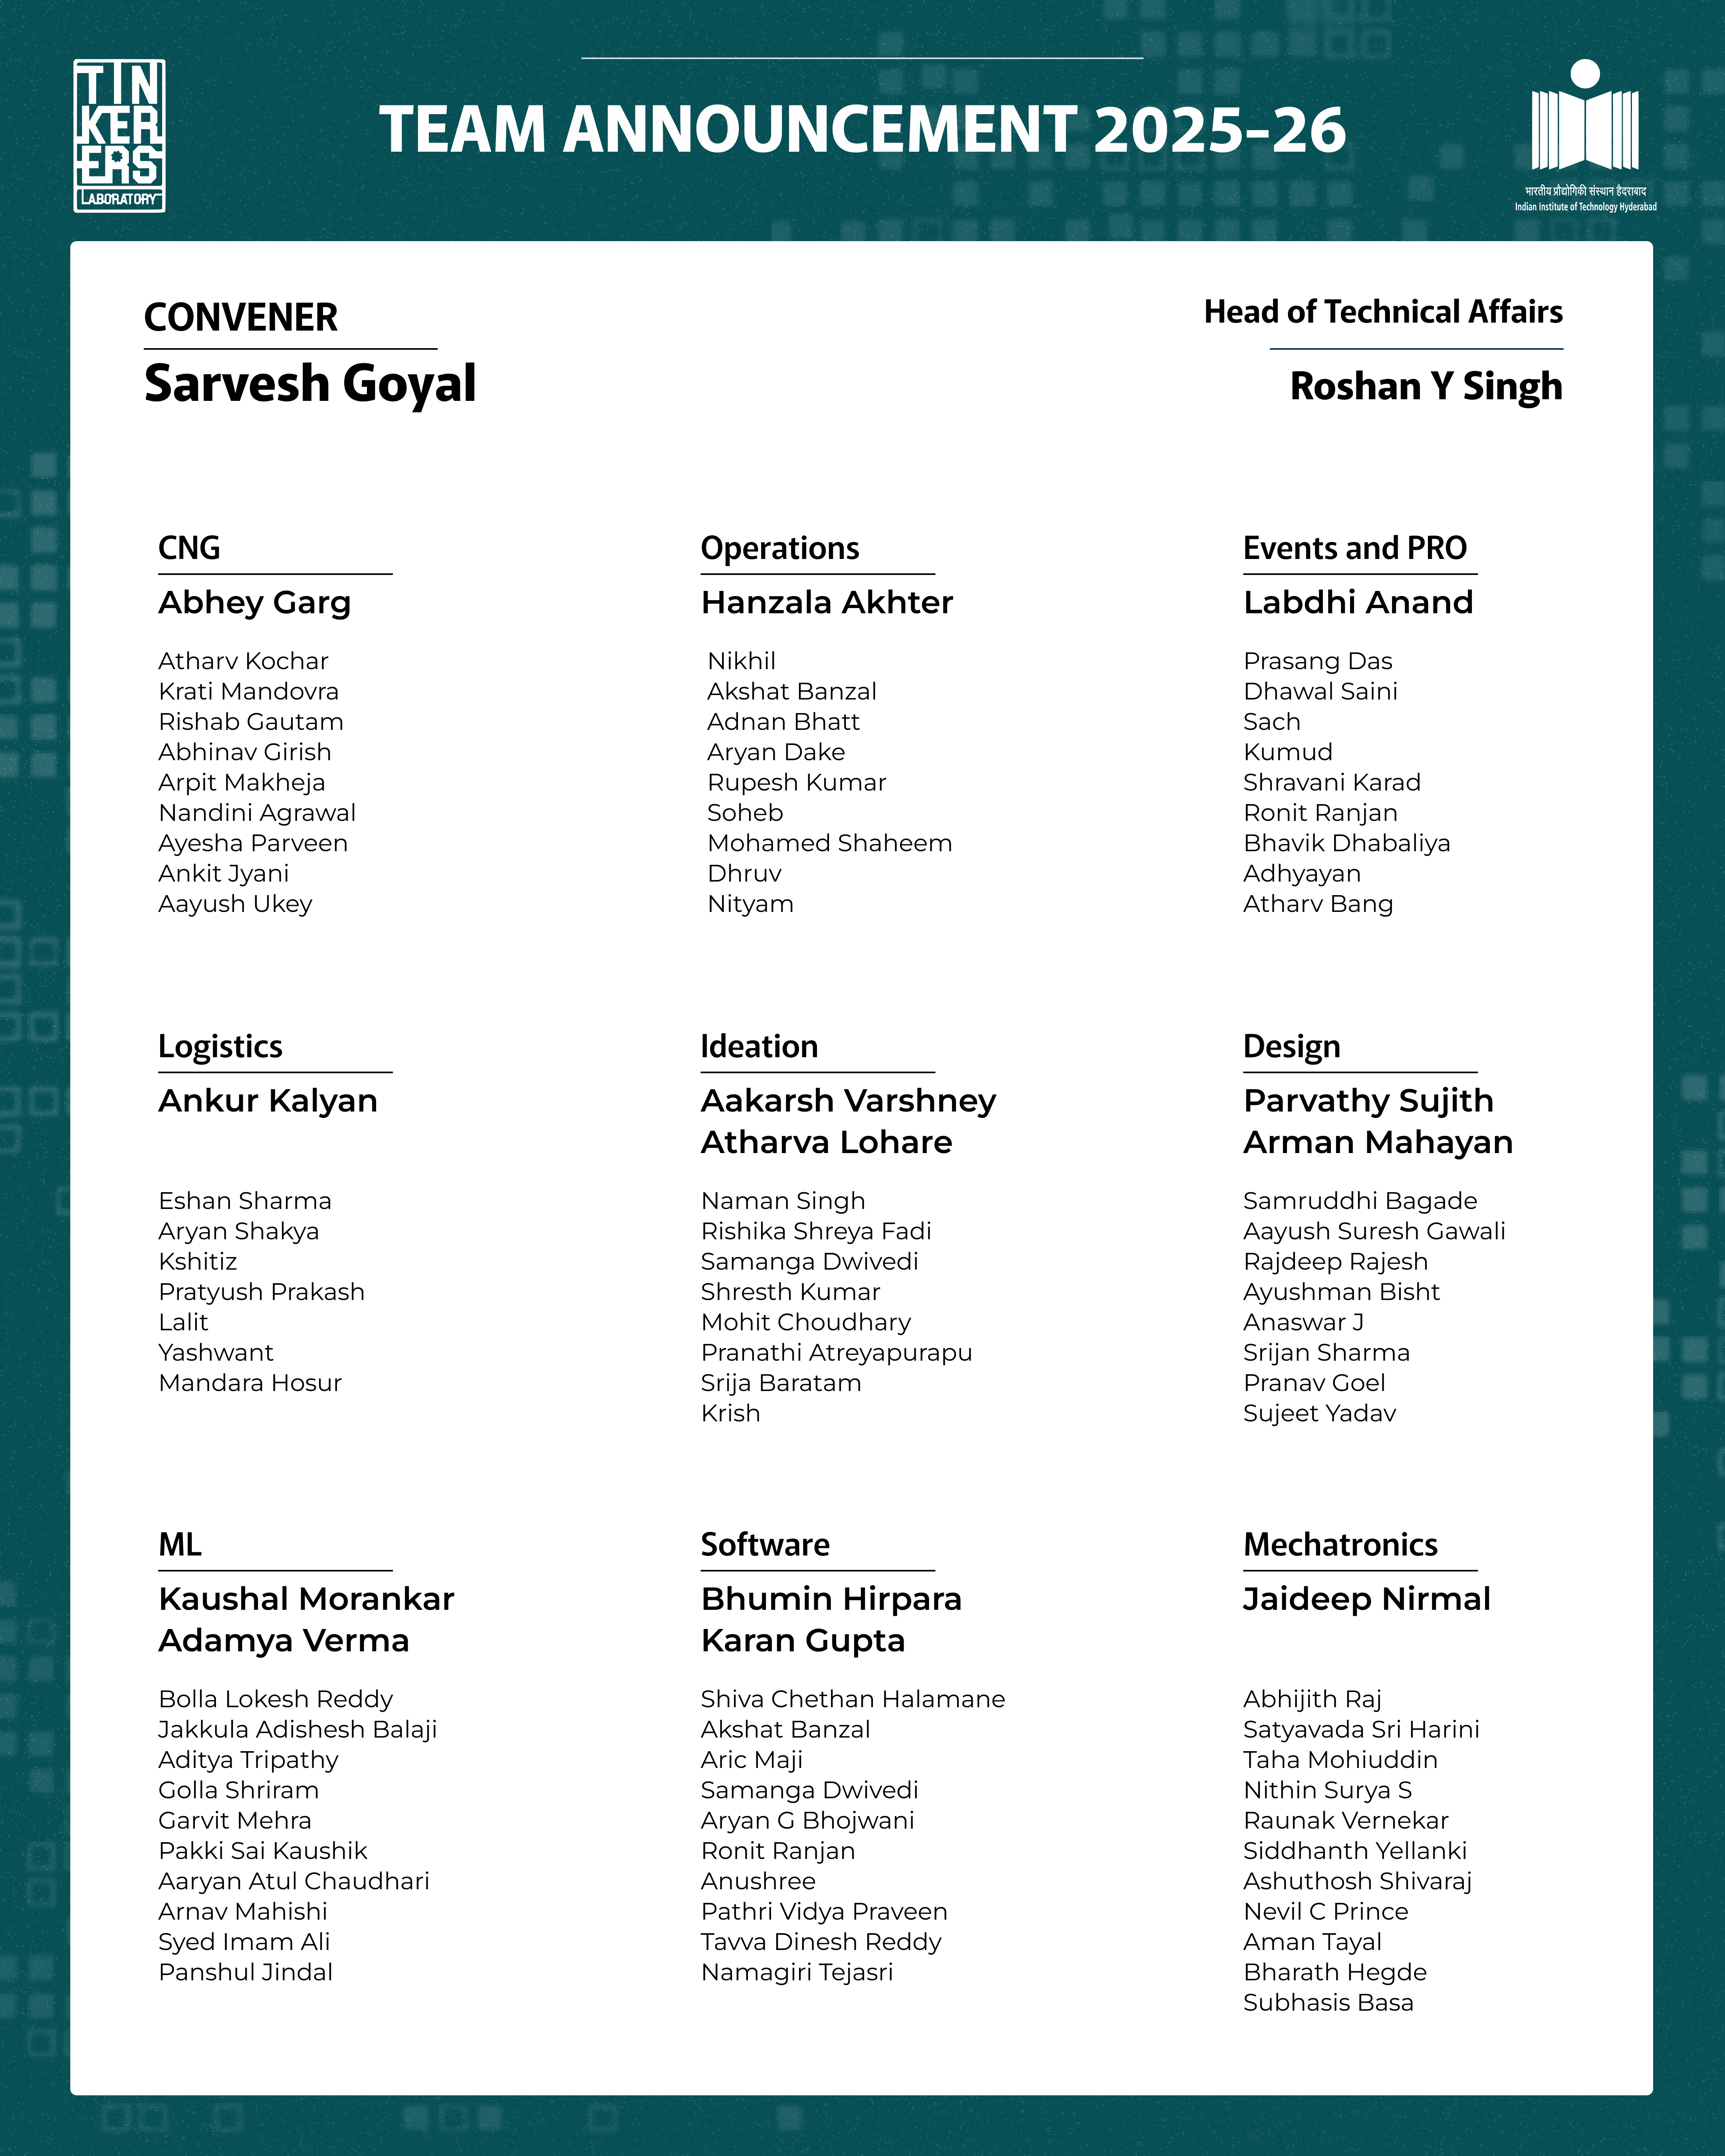 TIN
KER
ERS
LABORATORY
TEAM ANNOUNCEMENT 2025-26
भारतीय प्रौद्योगिकी संस्थान हैदराबाद
Indian Institute of Technology Hyderabad
CONVENER
Sarvesh Goyal
Head of Technical Affairs
Roshan Y Singh
CNG
Abhey Garg
Atharv Kochar
Krati Mandovra
Rishab Gautam
Abhinav Girish
Arpit Makheja
Nandini Agrawal
Ayesha Parveen
Ankit Jyani
Aayush Ukey
Operations
Hanzala Akhter
Nikhil
Akshat Banzal
Adnan Bhatt
Aryan Dake
Rupesh Kumar
Soheb
Mohamed Shaheem
Dhruv
Nityam
Events and PRO
Labdhi Anand
Prasang Das
Dhawal Saini
Sach
Kumud
Shravani Karad
Ronit Ranjan
Bhavik Dhabaliya
Adhyayan
Atharv Bang
Logistics
Ankur Kalyan
Eshan Sharma
Aryan Shakya
Kshitiz
Pratyush Prakash
Lalit
Yashwant
Mandara Hosur
Ideation
Aakarsh Varshney
Atharva Lohare
Naman Singh
Rishika Shreya Fadi
Samanga Dwivedi
Shresth Kumar
Mohit Choudhary
Pranathi Atreyapurapu
Srija Baratam
Krish
Design
Parvathy Sujith
Arman Mahayan
Samruddhi Bagade
Aayush Suresh Gawali
Rajdeep Rajesh
Ayushman Bisht
Anaswar J
Srijan Sharma
Pranav Goel
Sujeet Yadav
ML
Kaushal Morankar
Adamya Verma
Bolla Lokesh Reddy
Jakkula Adishesh Balaji
Aditya Tripathy
Golla Shriram
Garvit Mehra
Pakki Sai Kaushik
Aaryan Atul Chaudhari
Arnav Mahishi
Syed Imam Ali
Panshul Jindal
Software
Bhumin Hirpara
Karan Gupta
Shiva Chethan Halamane
Akshat Banzal
Aric Maji
Samanga Dwivedi
Aryan G Bhojwani
Ronit Ranjan
Anushree
Pathri Vidya Praveen
Tavva Dinesh Reddy
Namagiri Tejasri
Mechatronics
Jaideep Nirmal
Abhijith Raj
Satyavada Sri Harini
Taha Mohiuddin
Nithin Surya S
Raunak Vernekar
Siddhanth Yellanki
Ashuthosh Shivaraj
Nevil C Prince
Aman Tayal
Bharath Hegde
Subhasis Basa